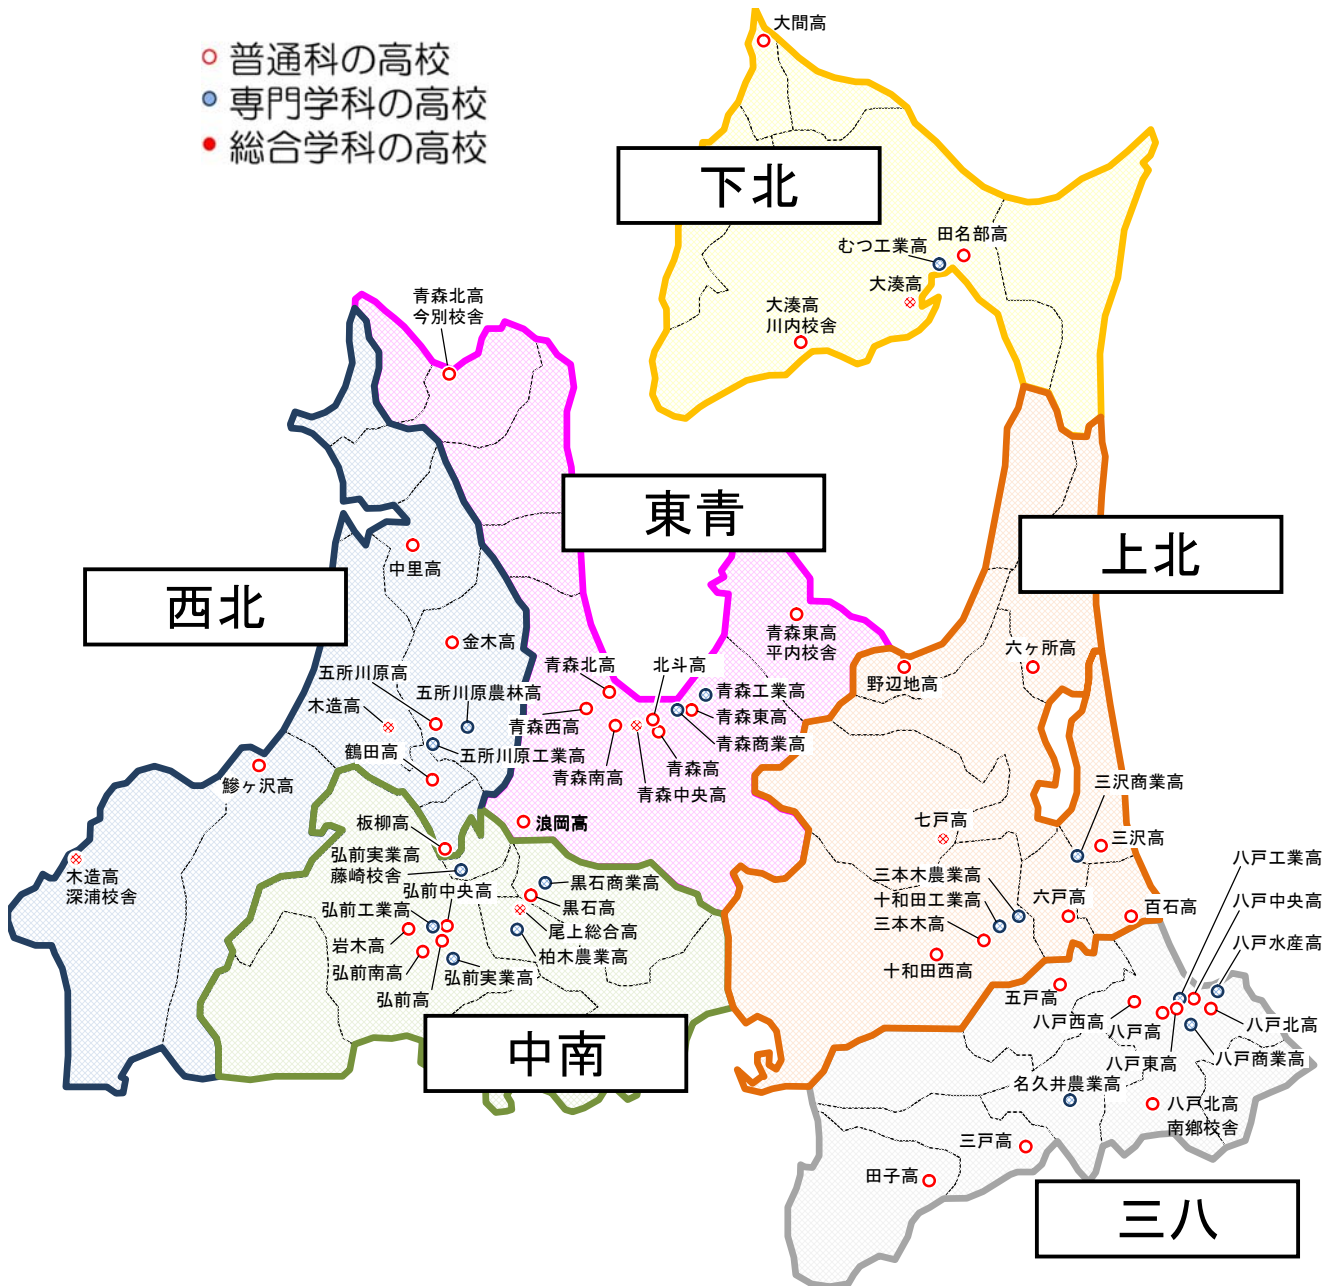 普通科の高校
専門学科の高校
総合学科の高校
大間高
下北
むつ工業高
田名部高
大湊高
大湊高
川内校舎
青森北高
今別校舎
東青
上北
西北
中里高
金木高
五所川原高
五所川原農林高
木造高
鶴田高
五所川原工業高
鰺ヶ沢高
木造高
深浦校舎
青森東高
平内校舎
青森北高
北斗高
青森工業高
青森東高
青森商業高
青森西高
青森南高
青森高
青森中央高
浪岡高
野辺地高
六ヶ所高
三沢商業高
三沢高
七戸高
三本木農業高
十和田工業高
三本木高
十和田西高
六戸高
百石高
板柳高
弘前実業高
藤崎校舎
弘前中央高
弘前工業高
岩木高
弘前南高
弘前高
弘前実業高
黒石商業高
黒石高
尾上総合高
柏木農業高
中南
八戸工業高
八戸中央高
八戸水産高
五戸高
八戸西高
八戸高
八戸東高
八戸北高
八戸商業高
名久井農業高
八戸北高
南郷校舎
三戸高
田子高
三八